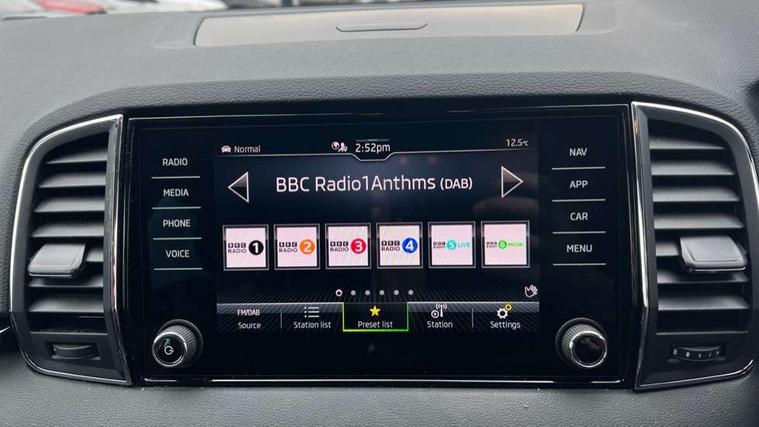 RADIO
MEDIA
PHONE
VOICE
Normal
2:52pm
12.5°C
BBC Radio1Anthms (DAB)
BBC RADIO 1
BBC RADIO 2
BBC RADIO 3
BBC RADIO 4
BBC RADIO 5 LIVE
BBC RADIO 6 MUSIC
FM/DAB
Source
Station list
Preset list
Station
Settings
NAV
APP
CAR
MENU